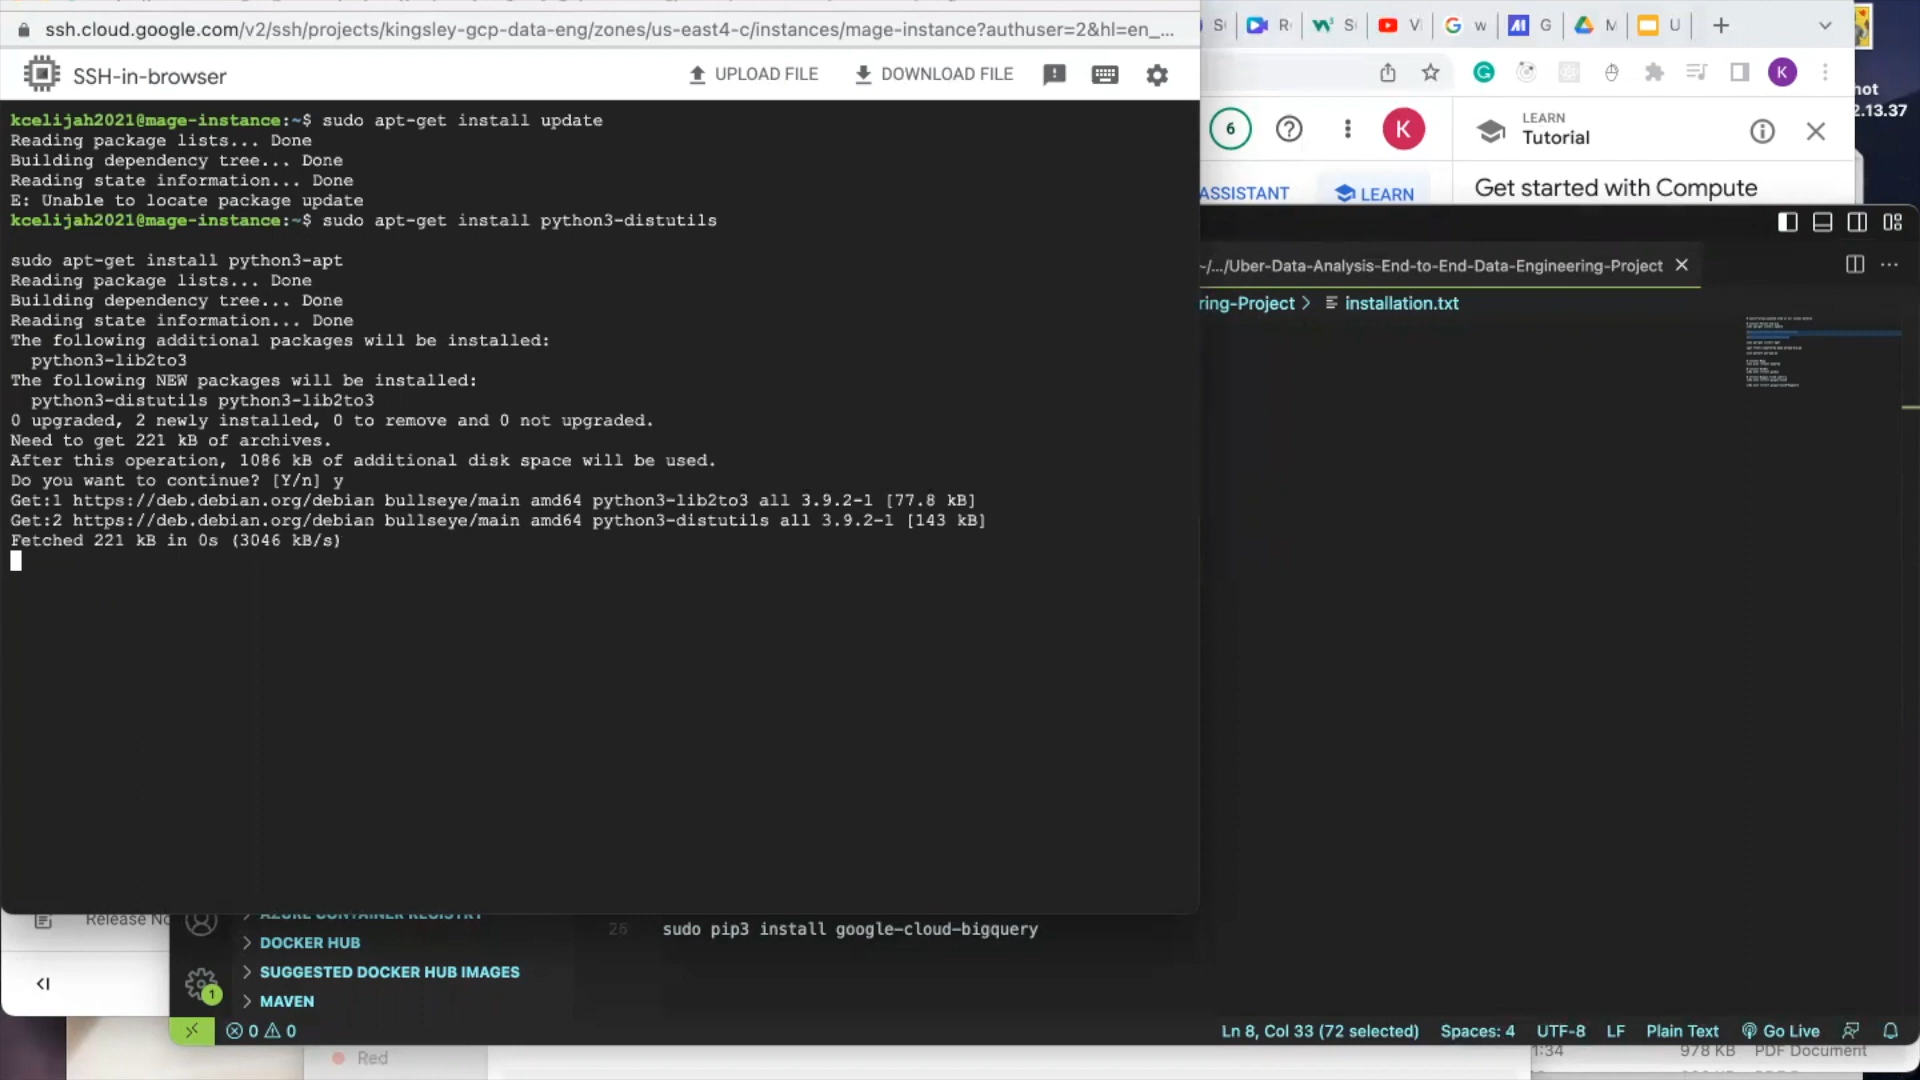 ssh.cloud.google.com/v2/ssh/projects/kingsley-gcp-data-eng/zones/us-east4-c/instances/mage-instance?authuser=2&hl=en_...
SSH-in-browser
UPLOAD FILE
DOWNLOAD FILE
kcelijah2021@mage-instance:~$ sudo apt-get install update
Reading package lists... Done
Building dependency tree... Done
Reading state information... Done
E: Unable to locate package update
kcelijah2021@mage-instance:~$ sudo apt-get install python3-distutils
sudo apt-get install python3-apt
Reading package lists... Done
Building dependency tree... Done
Reading state information... Done
The following additional packages will be installed:
python3-lib2to3
The following NEW packages will be installed:
python3-distutils python3-lib2to3
0 upgraded, 2 newly installed, 0 to remove and 0 not upgraded.
Need to get 221 kB of archives.
After this operation, 1086 kB of additional disk space will be used.
Do you want to continue? [Y/n] y
Get:1 https://deb.debian.org/debian bullseye/main amd64 python3-lib2to3 all 3.9.2-1 [77.8 kB]
Get:2 https://deb.debian.org/debian bullseye/main amd64 python3-distutils all 3.9.2-1 [143 kB]
Fetched 221 kB in 0s (3046 kB/s)
S R S V G w G M U
K
hot
2.13.37
6 K
LEARN
Tutorial
ASSISTANT
LEARN
Get started with Compute
~/.../Uber-Data-Analysis-End-to-End-Data-Engineering-Project
ring-Project > installation.txt
Release No
AZURE CONTAINER REGISTRY
26 sudo pip3 install google-cloud-bigquery
DOCKER HUB
SUGGESTED DOCKER HUB IMAGES
1
MAVEN
0 0
Ln 8, Col 33 (72 selected)
Spaces: 4
UTF-8
LF
Plain Text
Go Live
Red
1:34
978 KB
PDF Document